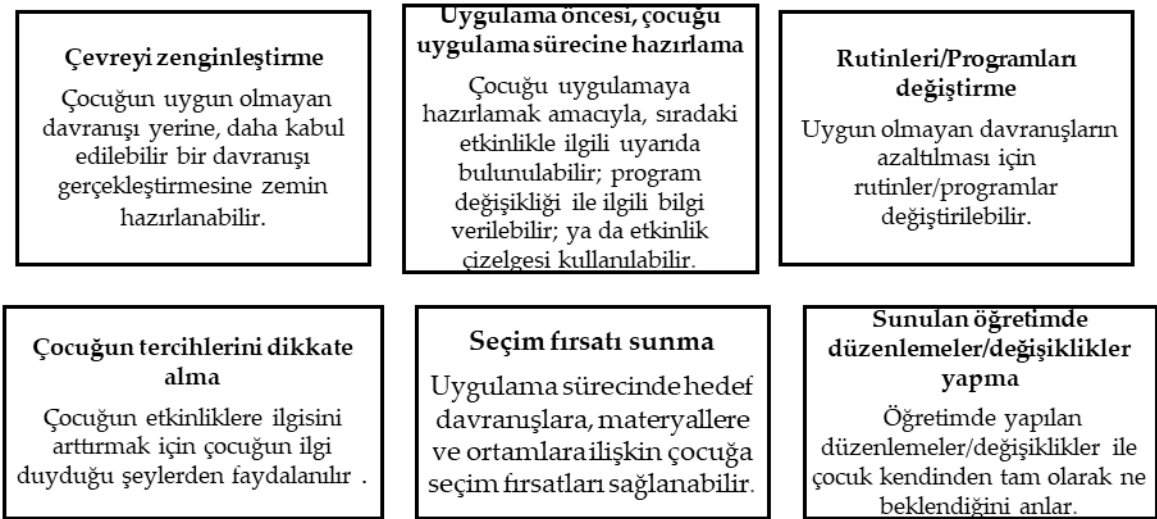 Çevreyi zenginleştirme
Çocuğun uygun olmayan
davranışı yerine, daha kabul
edilebilir bir davranışı
gerçekleştirmesine zemin
hazırlanabilir.
Uygulama öncesi, çocuğu
uygulama sürecine hazırlama
Çocuğu uygulamaya
hazırlamak amacıyla, sıradaki
etkinlikle ilgili uyarıda
bulunulabilir; program
değişikliği ile ilgili bilgi
verilebilir; ya da etkinlik
çizelgesi kullanılabilir.
Rutinleri/Programları
değiştirme
Uygun olmayan davranışların
azaltılması için
rutinler/programlar
değiştirilebilir.
Çocuğun tercihlerini dikkate
alma
Çocuğun etkinliklere ilgisini
arttırmak için çocuğun ilgi
duyduğu şeylerden faydalanılır .
Seçim fırsatı sunma
Uygulama sürecinde hedef
davranışlara, materyallere
ve ortamlara ilişkin çocuğa
seçim fırsatları sağlanabilir.
Sunulan öğretimde
düzenlemeler/değişiklikler
yapma
Öğretimde yapılan
düzenlemeler/değişiklikler ile
çocuk kendinden tam olarak ne
beklendiğini anlar.